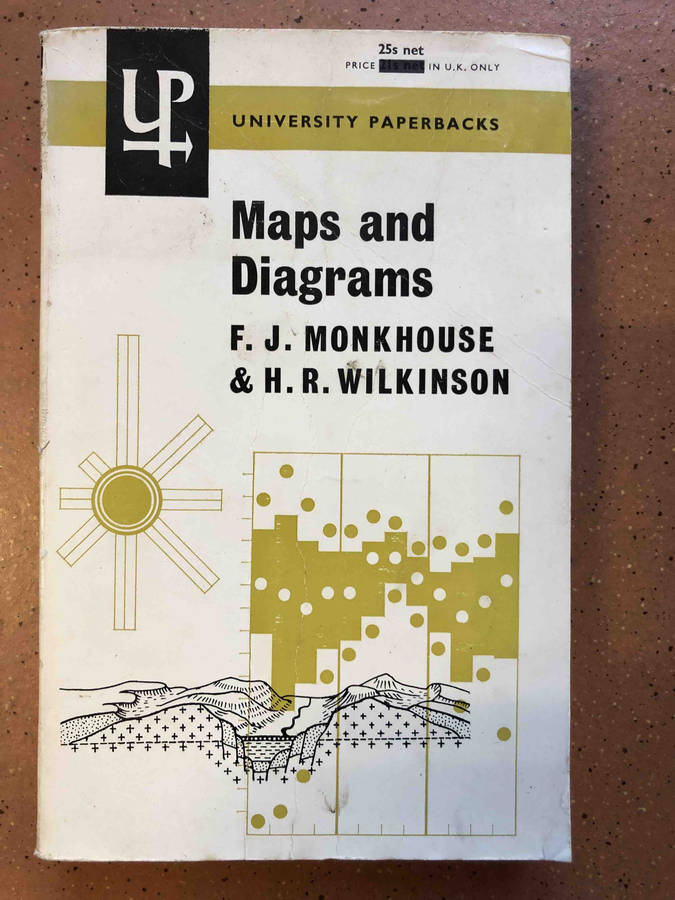 25s net
PRICE 21s net IN U.K. ONLY
UP
UNIVERSITY PAPERBACKS
Maps and
Diagrams
F. J. MONKHOUSE
& H. R. WILKINSON